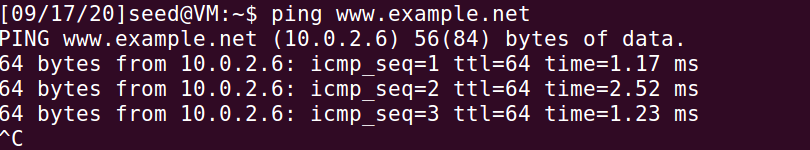 [09/17/20]seed@VM:~$ ping www.example.net
PING www.example.net (10.0.2.6) 56(84) bytes of data.
64 bytes from 10.0.2.6: icmp_seq=1 ttl=64 time=1.17 ms
64 bytes from 10.0.2.6: icmp_seq=2 ttl=64 time=2.52 ms
64 bytes from 10.0.2.6: icmp_seq=3 ttl=64 time=1.23 ms
^C